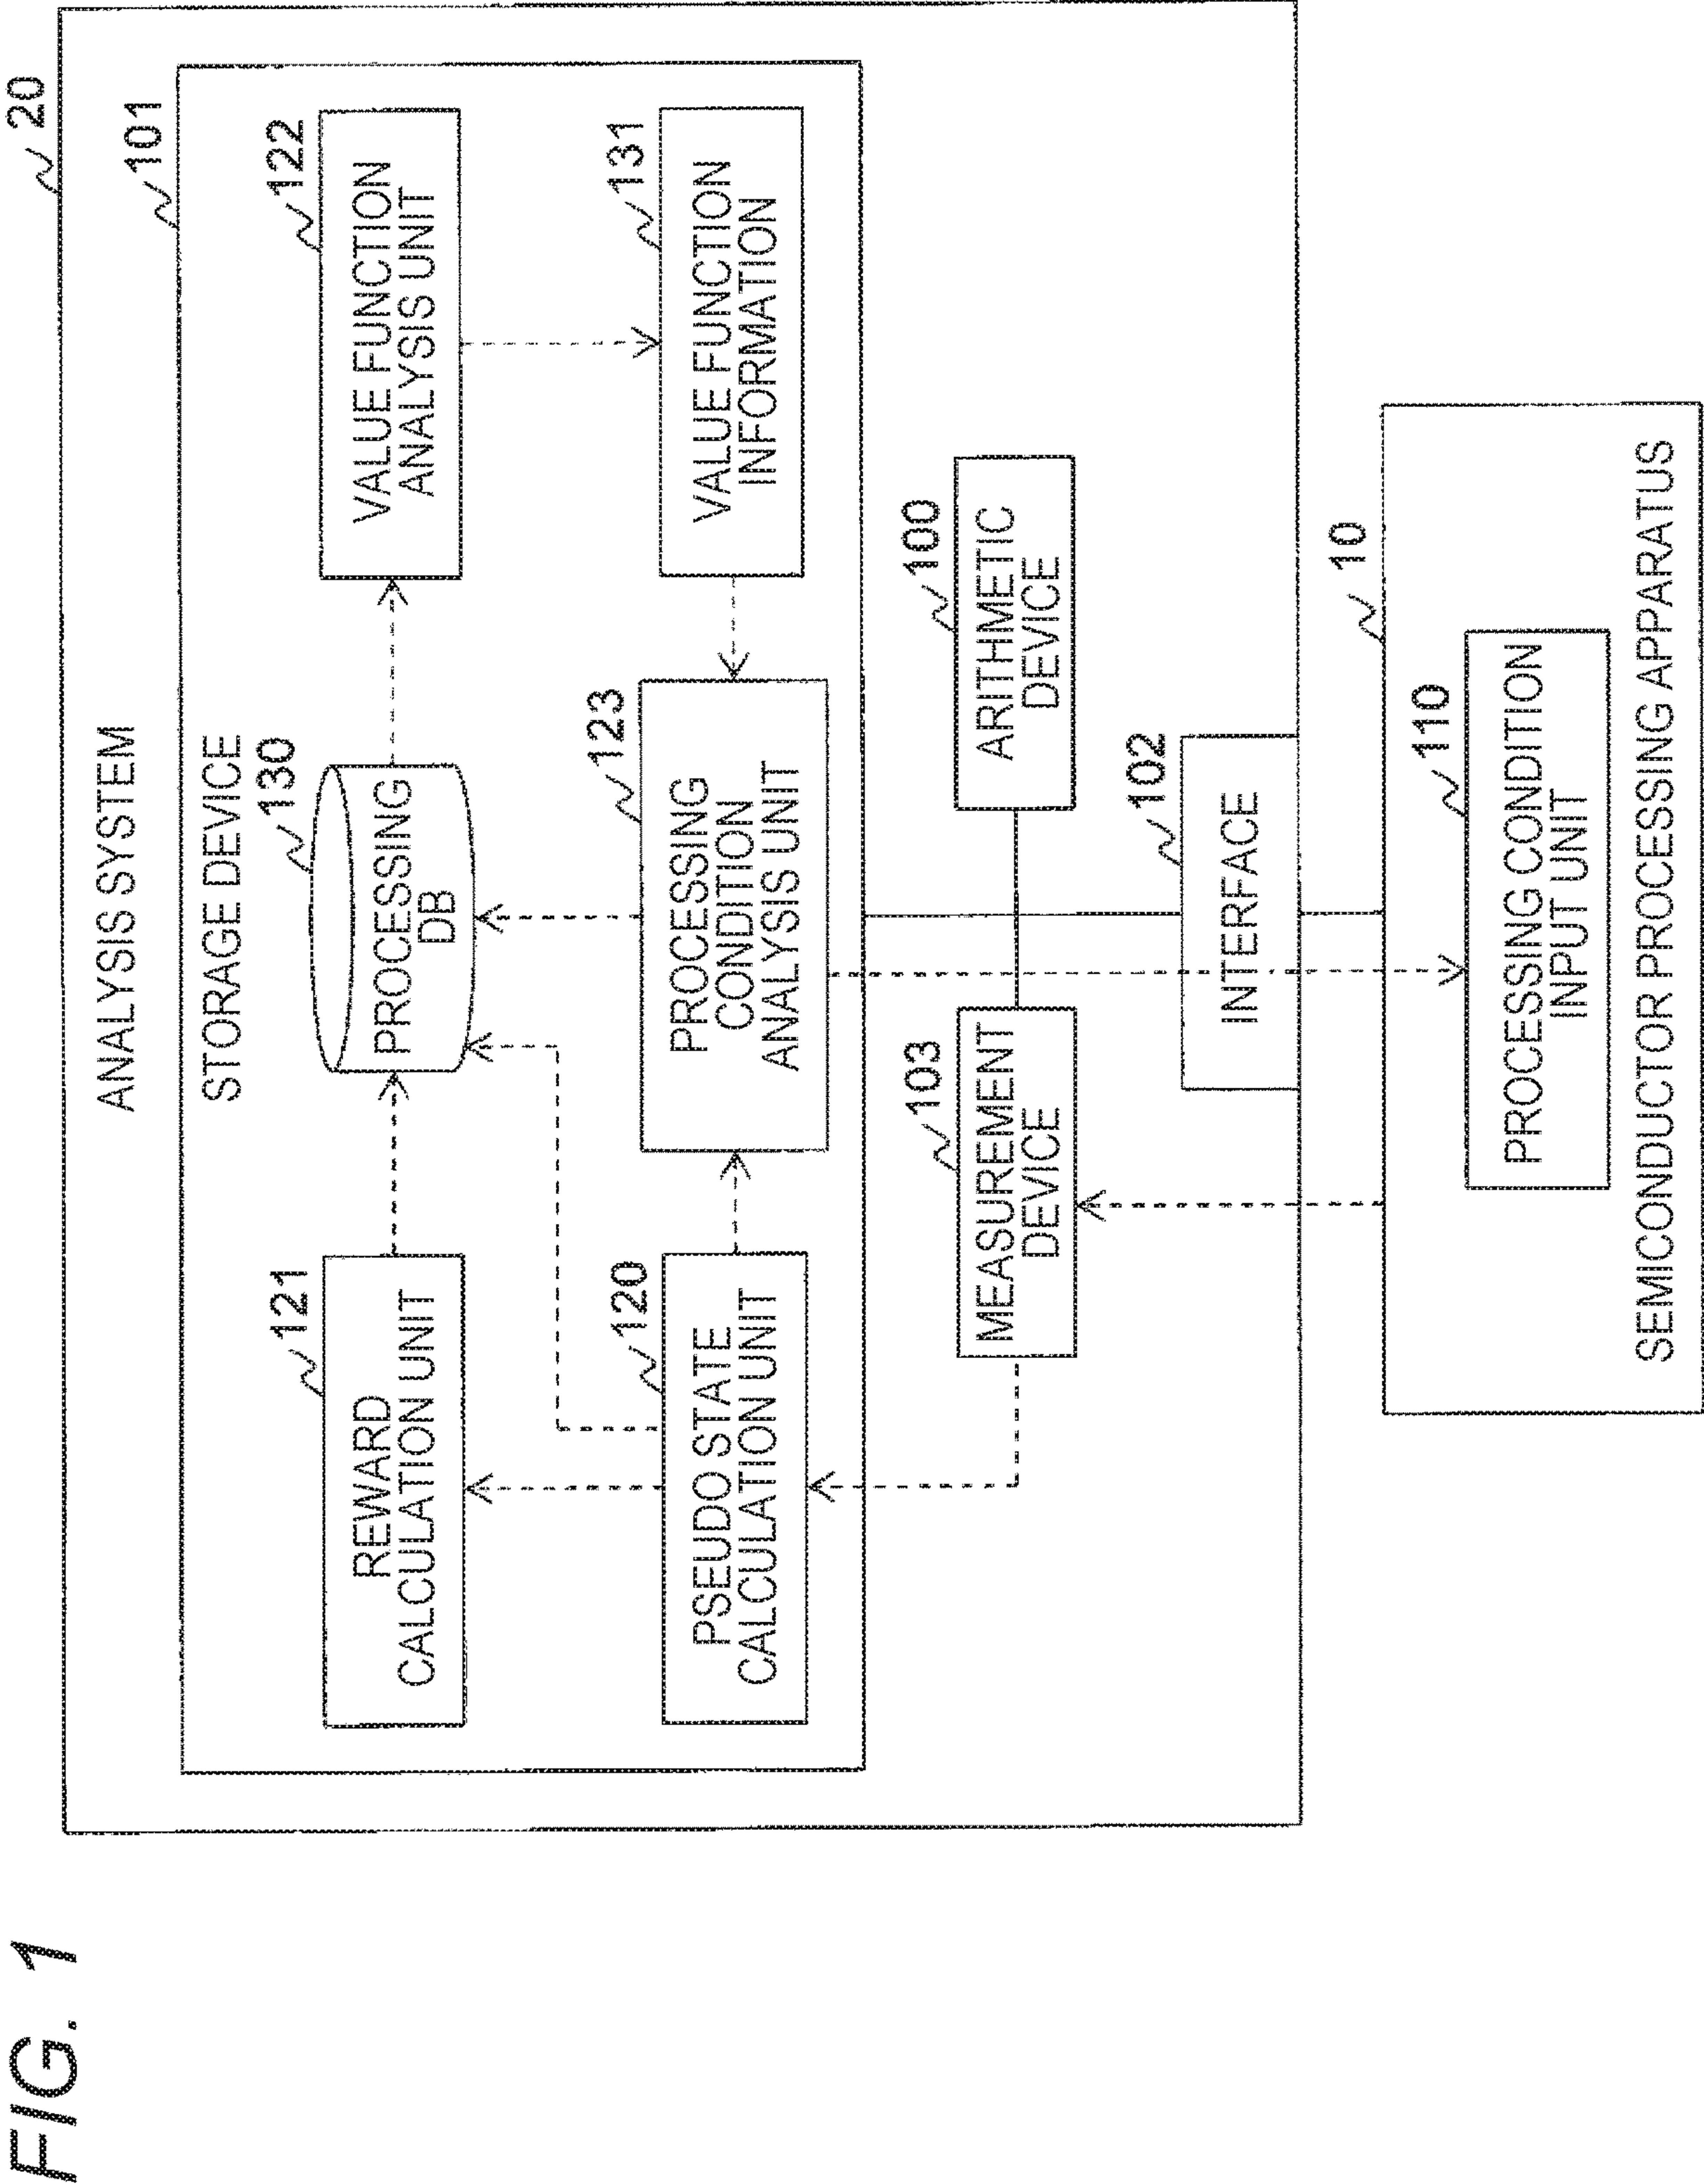 FIG. 1
20
ANALYSIS SYSTEM
101
STORAGE DEVICE
121
REWARD
CALCULATION UNIT
130
PROCESSING
DB
122
VALUE FUNCTION
ANALYSIS UNIT
120
PSEUDO STATE
CALCULATION UNIT
123
PROCESSING
CONDITION
ANALYSIS UNIT
131
VALUE FUNCTION
INFORMATION
103
MEASUREMENT
DEVICE
100
ARITHMETIC
DEVICE
102
INTERFACE
10
110
PROCESSING CONDITION
INPUT UNIT
SEMICONDUCTOR PROCESSING APPARATUS